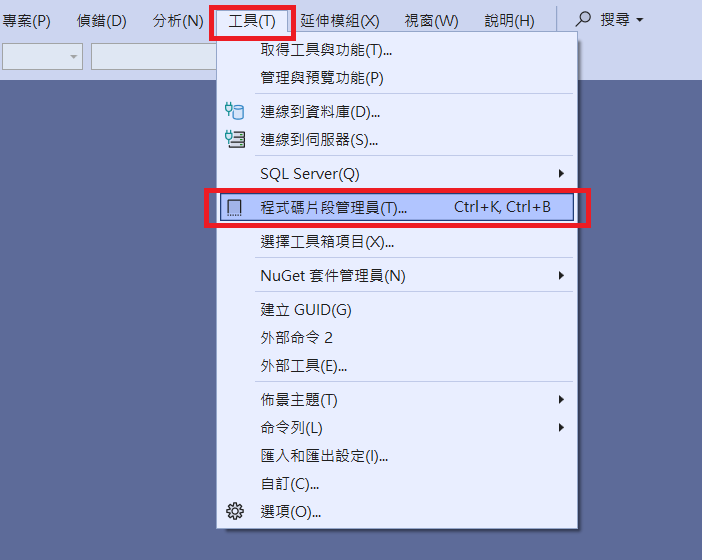 專案(P) 偵錯(D) 分析(N) 工具(T) 延伸模組(X) 視窗(W) 說明(H) 搜尋
取得工具與功能(T)...
管理與預覽功能(P)
連線到資料庫(D)...
連線到伺服器(S)...
SQL Server(Q)
程式碼片段管理員(T)... Ctrl+K, Ctrl+B
選擇工具箱項目(X)...
NuGet 套件管理員(N)
建立 GUID(G)
外部命令 2
外部工具(E)...
佈景主題(T)
命令列(L)
匯入和匯出設定(I)...
自訂(C)...
選項(O)...